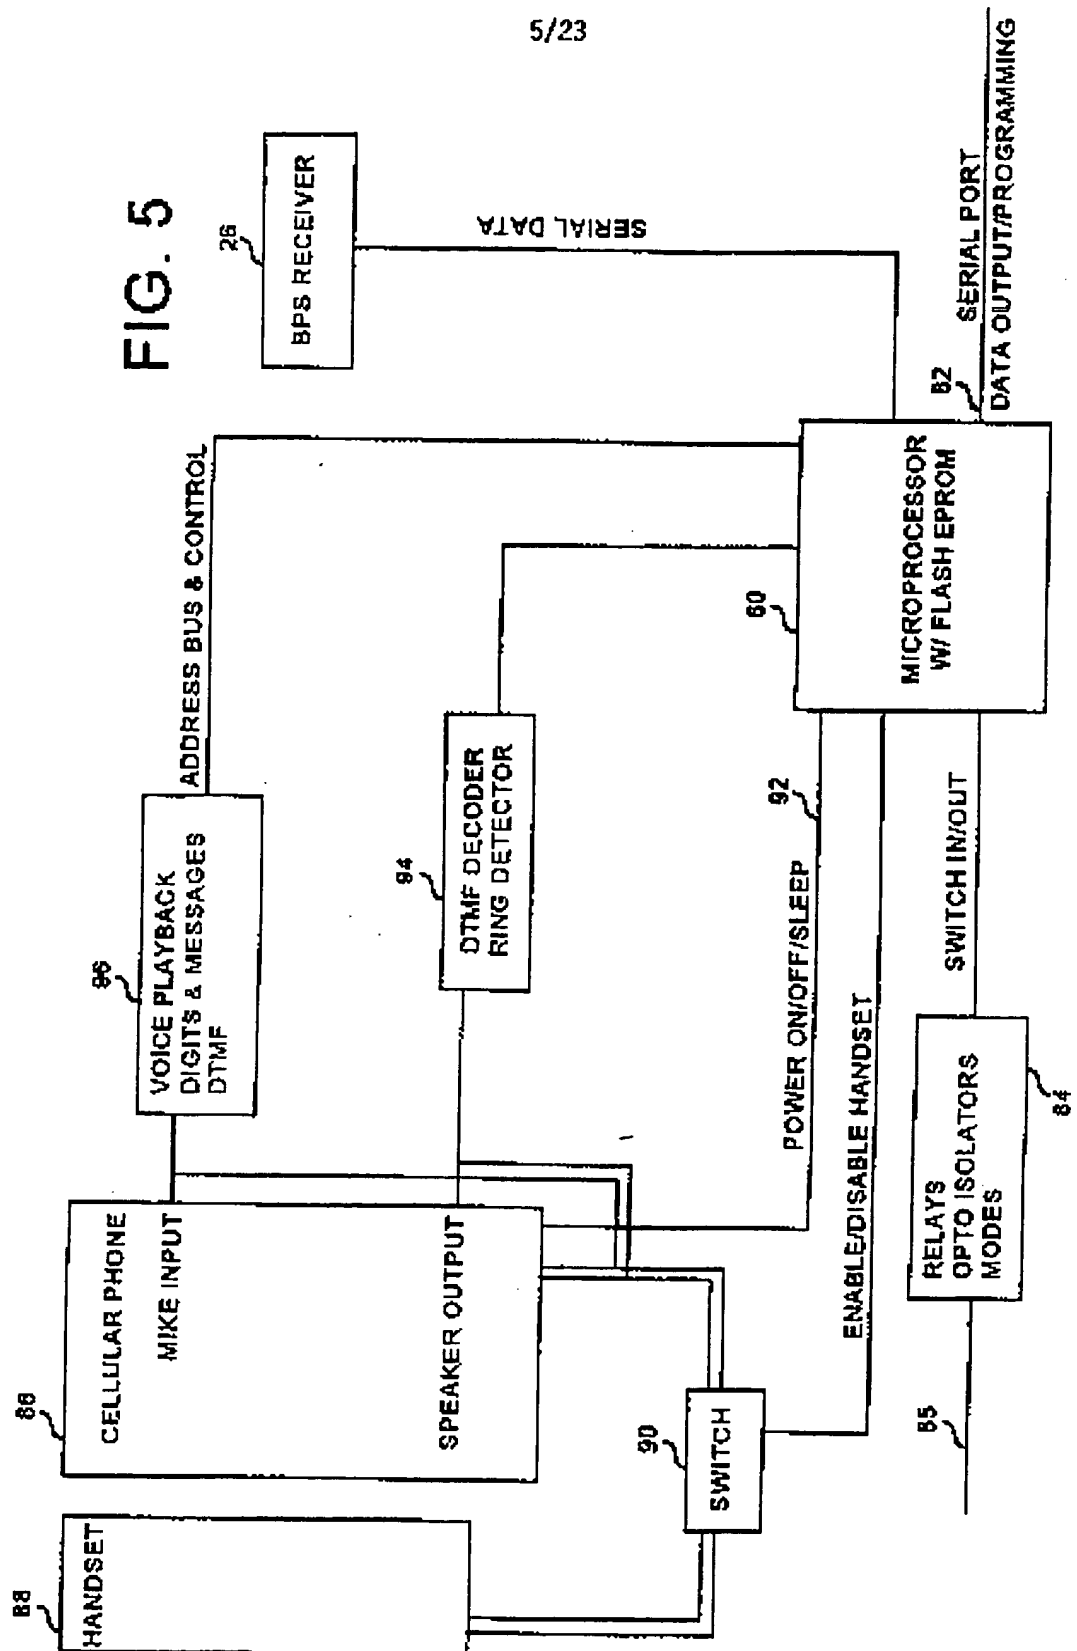 5/23
FIG. 5
88
HANDSET
86
CELLULAR PHONE
MIKE INPUT
SPEAKER OUTPUT
96
VOICE PLAYBACK
DIGITS & MESSAGES
DTMF
ADDRESS BUS & CONTROL
26
BPS RECEIVER
SERIAL DATA
94
DTMF DECODER
RING DETECTOR
90
SWITCH
POWER ON/OFF/SLEEP
92
ENABLE/DISABLE HANDSET
80
MICROPROCESSOR
W/ FLASH EPROM
82
SERIAL PORT
DATA OUTPUT/PROGRAMMING
85
RELAYS
OPTO ISOLATORS
MODES
84
SWITCH IN/OUT